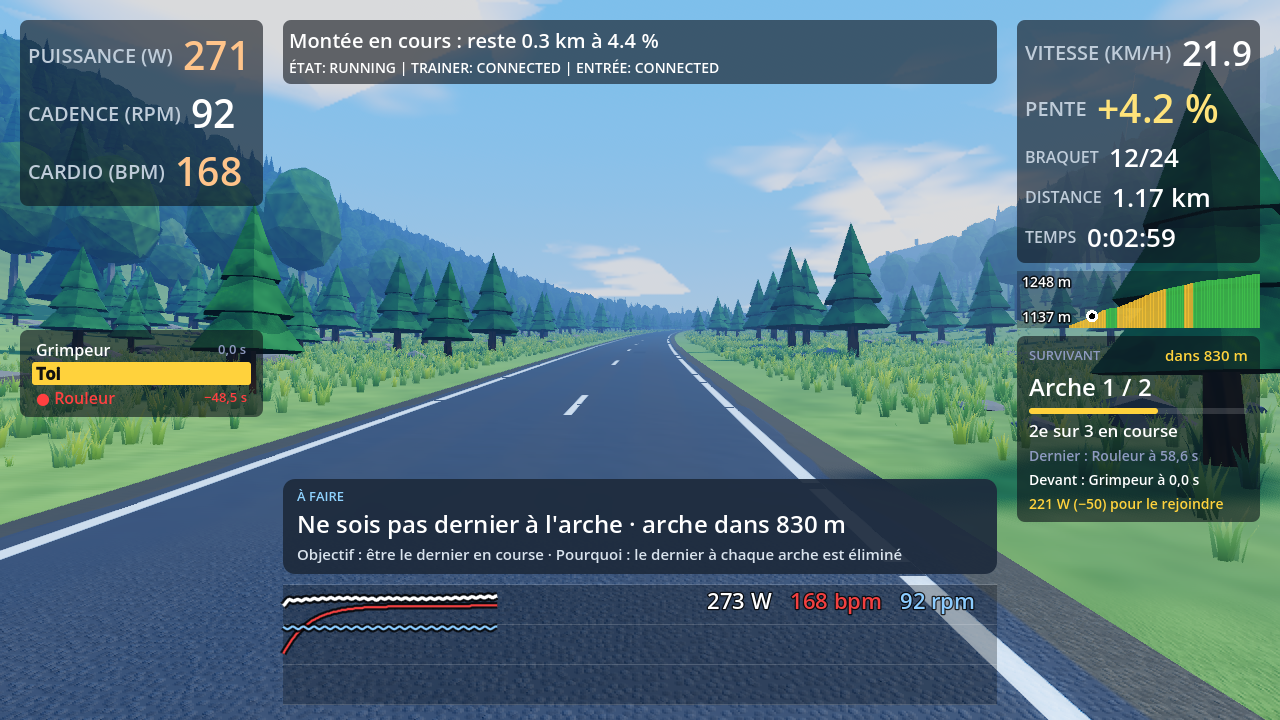 PUISSANCE (W) 271
CADENCE (RPM) 92
CARDIO (BPM) 168
Montée en cours : reste 0.3 km à 4.4 %
ÉTAT: RUNNING | TRAINER: CONNECTED | ENTRÉE: CONNECTED
VITESSE (KM/H) 21.9
PENTE +4.2 %
BRAQUET 12/24
DISTANCE 1.17 km
TEMPS 0:02:59
1248 m
1137 m
Grimpeur 0,0 s
Toi
Rouleur −48,5 s
SURVIVANT dans 830 m
Arche 1 / 2
2e sur 3 en course
Dernier : Rouleur à 58,6 s
Devant : Grimpeur à 0,0 s
221 W (−50) pour le rejoindre
À FAIRE
Ne sois pas dernier à l'arche · arche dans 830 m
Objectif : être le dernier en course · Pourquoi : le dernier à chaque arche est éliminé
273 W 168 bpm 92 rpm